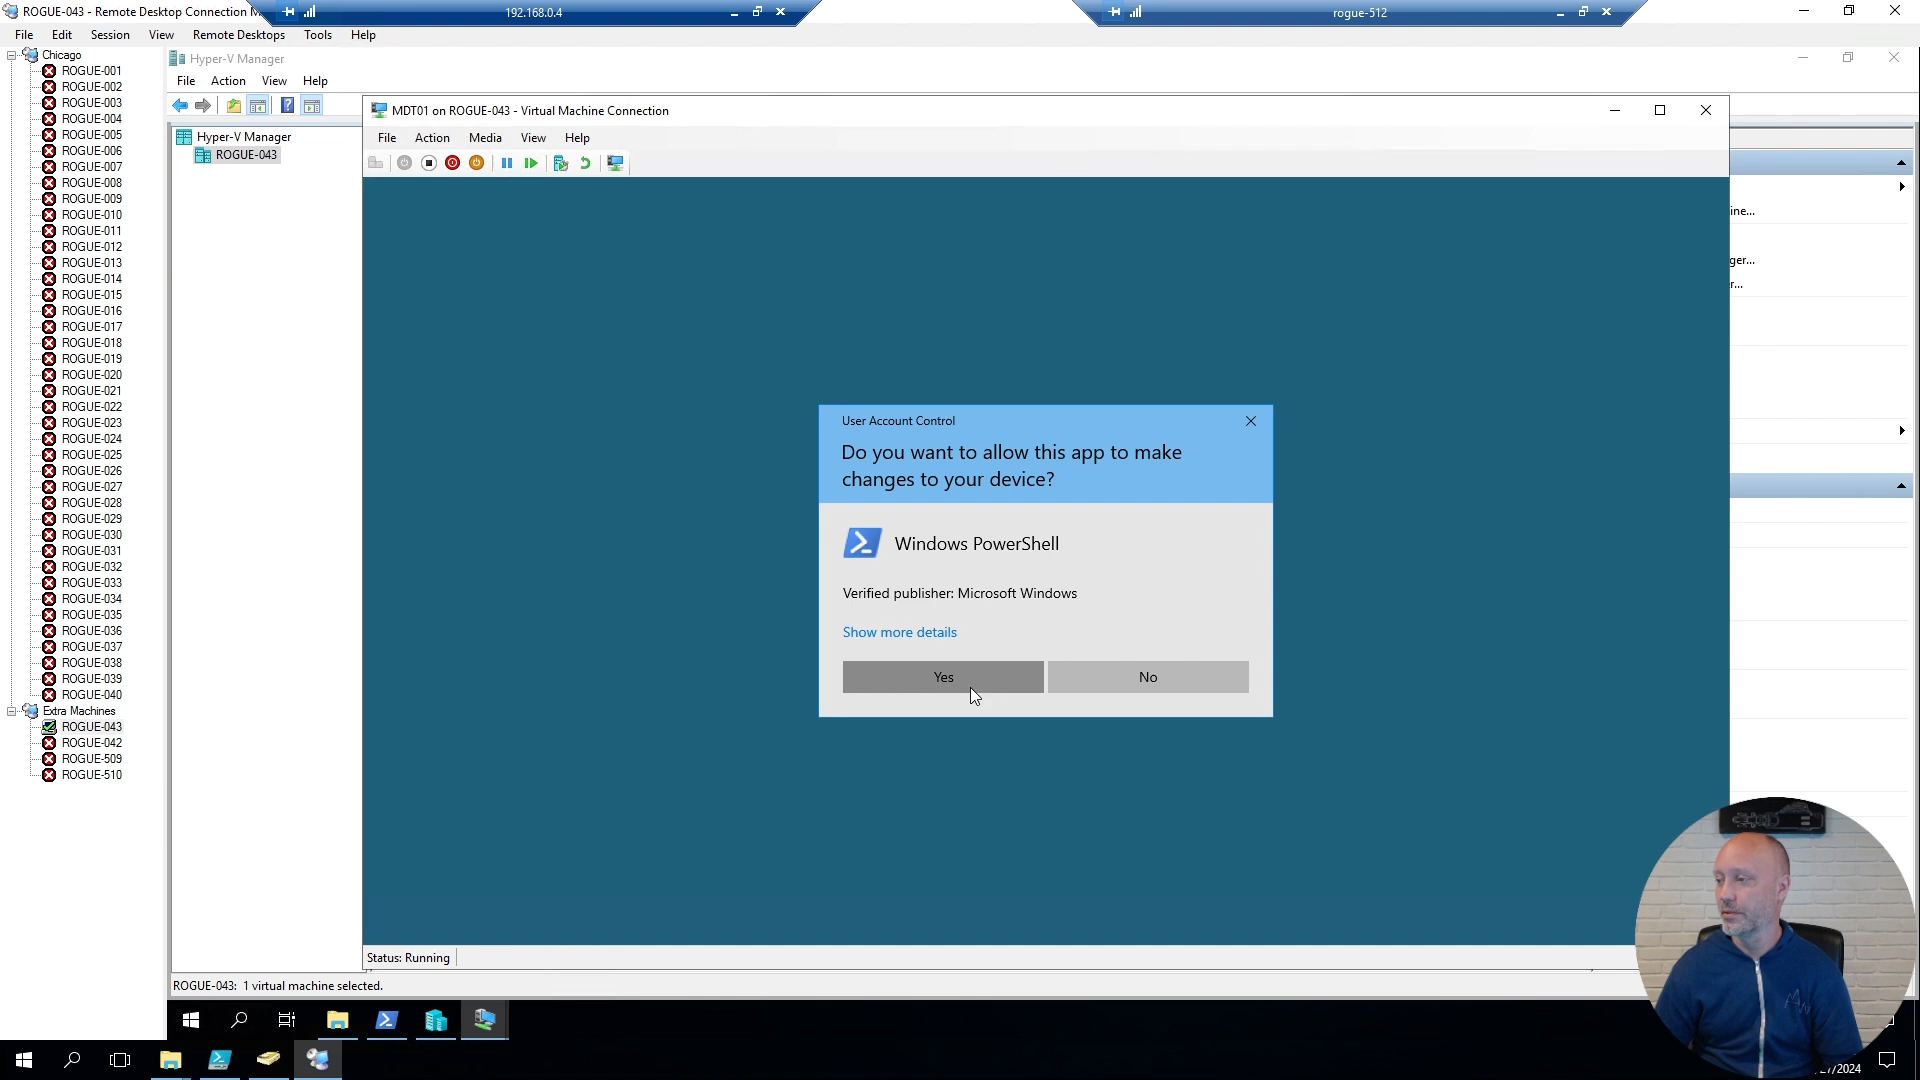 ROGUE-043 - Remote Desktop Connection M
192.168.0.4
rogue-512
File Edit Session View Remote Desktops Tools Help
Chicago
ROGUE-001
ROGUE-002
ROGUE-003
ROGUE-004
ROGUE-005
ROGUE-006
ROGUE-007
ROGUE-008
ROGUE-009
ROGUE-010
ROGUE-011
ROGUE-012
ROGUE-013
ROGUE-014
ROGUE-015
ROGUE-016
ROGUE-017
ROGUE-018
ROGUE-019
ROGUE-020
ROGUE-021
ROGUE-022
ROGUE-023
ROGUE-024
ROGUE-025
ROGUE-026
ROGUE-027
ROGUE-028
ROGUE-029
ROGUE-030
ROGUE-031
ROGUE-032
ROGUE-033
ROGUE-034
ROGUE-035
ROGUE-036
ROGUE-037
ROGUE-038
ROGUE-039
ROGUE-040
Extra Machines
ROGUE-043
ROGUE-042
ROGUE-509
ROGUE-510
Hyper-V Manager
File Action View Help
Hyper-V Manager
ROGUE-043
MDT01 on ROGUE-043 - Virtual Machine Connection
File Action Media View Help
ine...
ger...
r...
User Account Control
Do you want to allow this app to make
changes to your device?
Windows PowerShell
Verified publisher: Microsoft Windows
Show more details
Yes No
Status: Running
ROGUE-043: 1 virtual machine selected.
27/2024